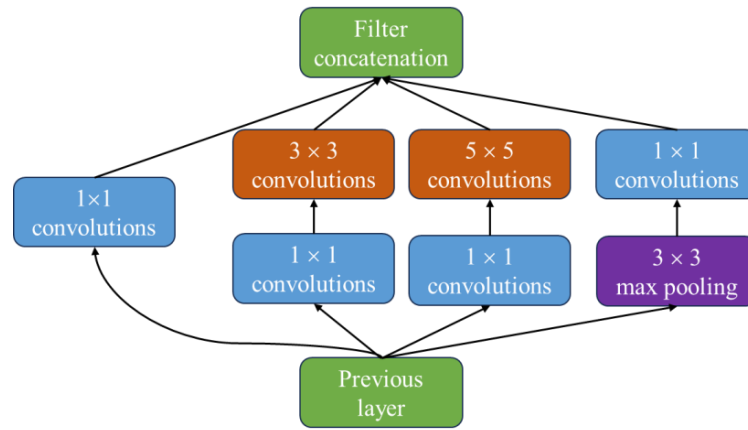 Filter
concatenation
3 × 3
convolutions
5 × 5
convolutions
1 × 1
convolutions
1×1
convolutions
1 × 1
convolutions
1 × 1
convolutions
3 × 3
max pooling
Previous
layer